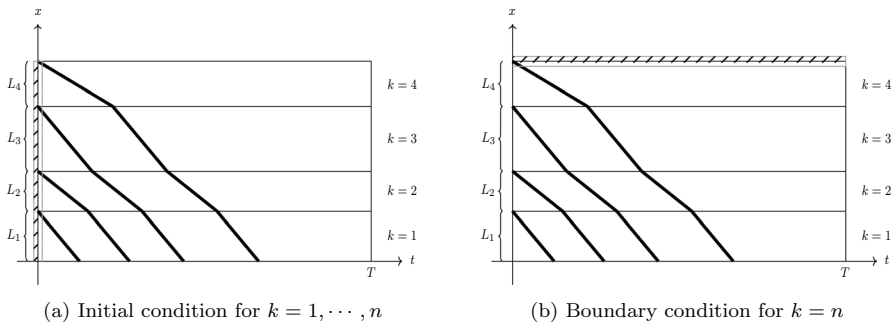 x
L₄
L₃
L₂
L₁
k = 4
k = 3
k = 2
k = 1
T
t
(a) Initial condition for k = 1, · · · , n
x
L₄
L₃
L₂
L₁
k = 4
k = 3
k = 2
k = 1
T
t
(b) Boundary condition for k = n